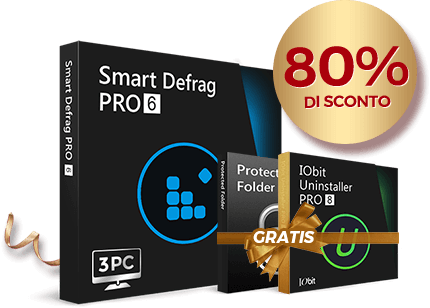 80%
DI SCONTO
Smart Defrag
PRO 6
Smart Defrag PRO 6
3PC
Protect
Folder
Protected Folder
IObit
Uninstaller
PRO 8
GRATIS
U
IObit